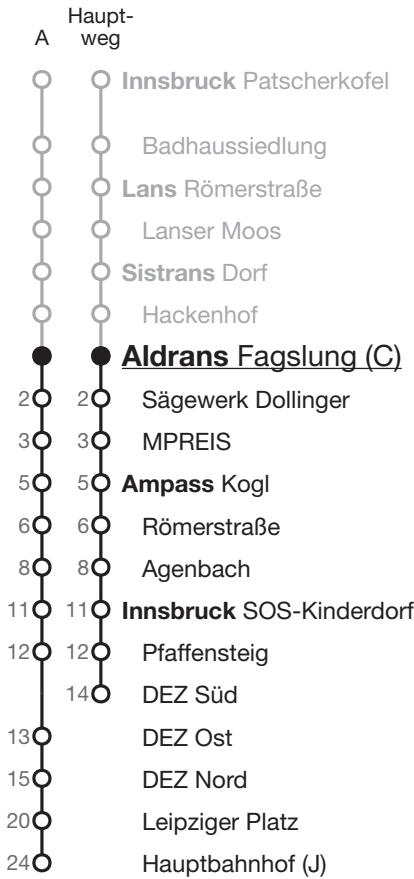 Haupt-
A weg
Innsbruck Patscherkofel
Badhaussiedlung
Lans Römerstraße
Lanser Moos
Sistrans Dorf
Hackenhof
Aldrans Fagslung (C)
2 2 Sägewerk Dollinger
3 3 MPREIS
5 5 Ampass Kogl
6 6 Römerstraße
8 8 Agenbach
11 11 Innsbruck SOS-Kinderdorf
12 12 Pfaffensteig
14 DEZ Süd
13 DEZ Ost
15 DEZ Nord
20 Leipziger Platz
24 Hauptbahnhof (J)